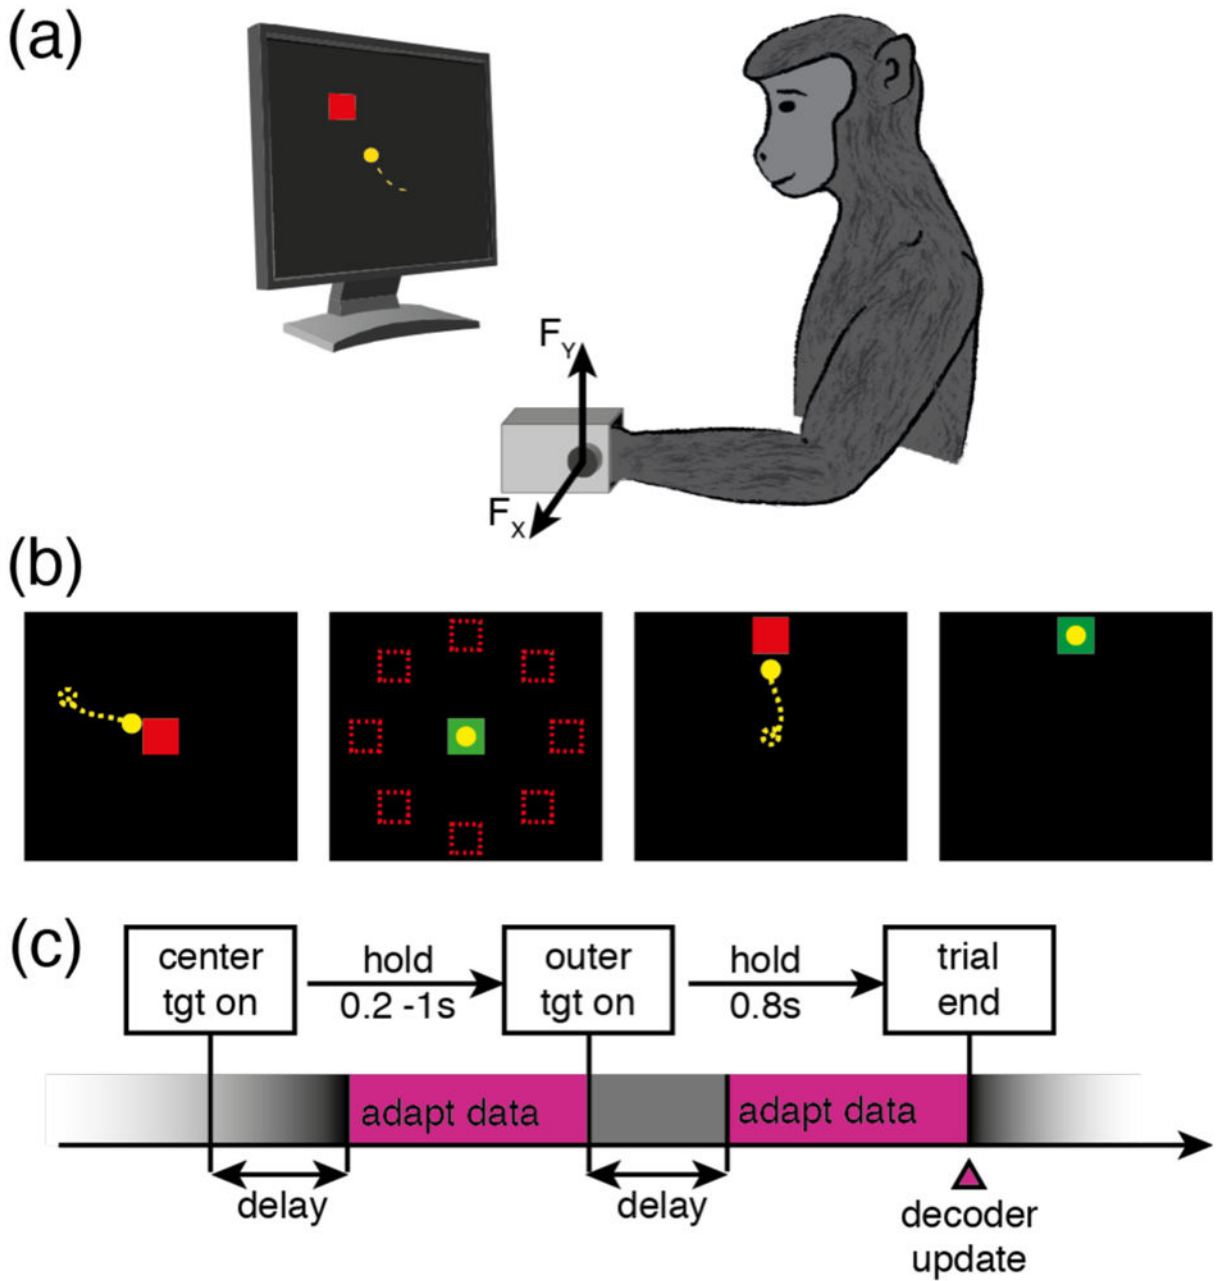 (a)
F_Y
F_X
(b)
(c)
center
tgt on
hold
0.2 -1s
outer
tgt on
hold
0.8s
trial
end
adapt data
adapt data
delay
delay
decoder
update